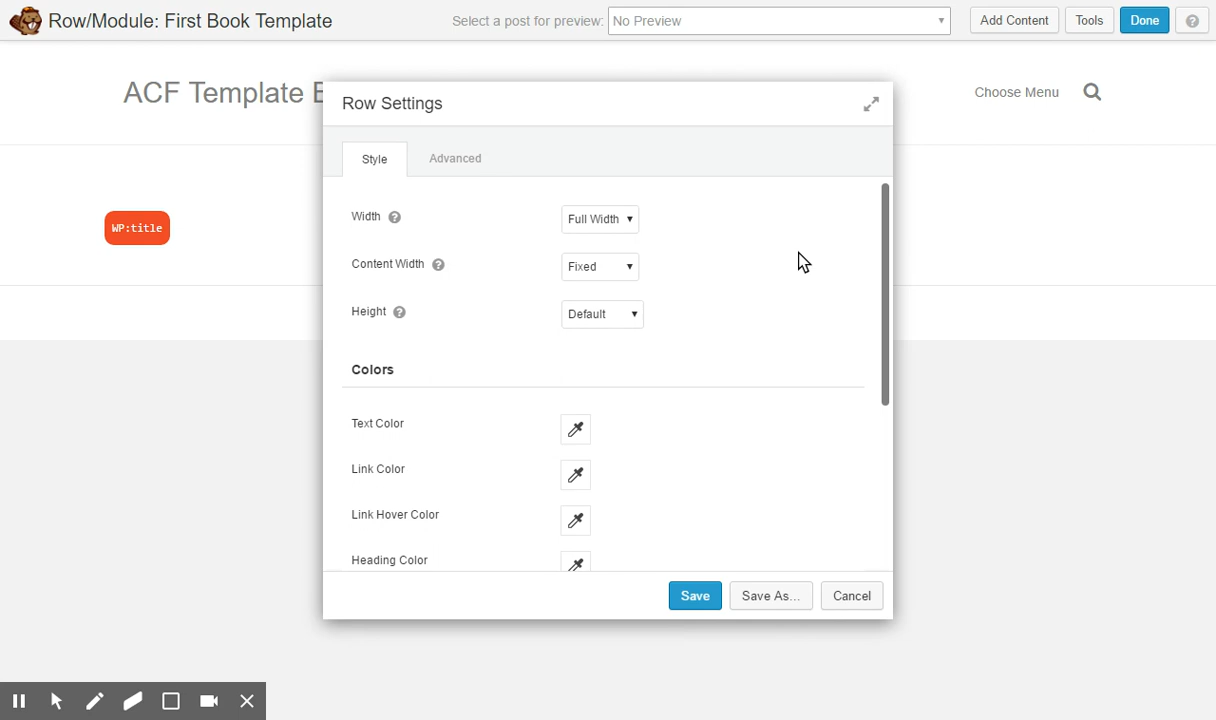 Row/Module: First Book Template
Select a post for preview: No Preview
Add Content
Tools
Done
ACF Template
Choose Menu
Row Settings
Style
Advanced
WP:title
Width
Full Width
Content Width
Fixed
Height
Default
Colors
Text Color
Link Color
Link Hover Color
Heading Color
Save
Save As...
Cancel